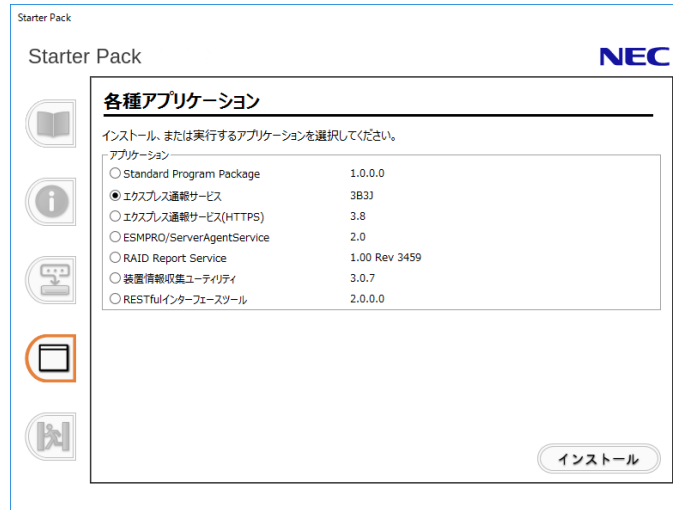 Starter Pack
Starter Pack
NEC
各種アプリケーション
インストール、または実行するアプリケーションを選択してください。
アプリケーション
Standard Program Package 1.0.0.0
エクスプレス通報サービス 3B3J
エクスプレス通報サービス(HTTPS) 3.8
ESMPRO/ServerAgentService 2.0
RAID Report Service 1.00 Rev 3459
装置情報収集ユーティリティ 3.0.7
RESTfulインターフェースツール 2.0.0.0
インストール